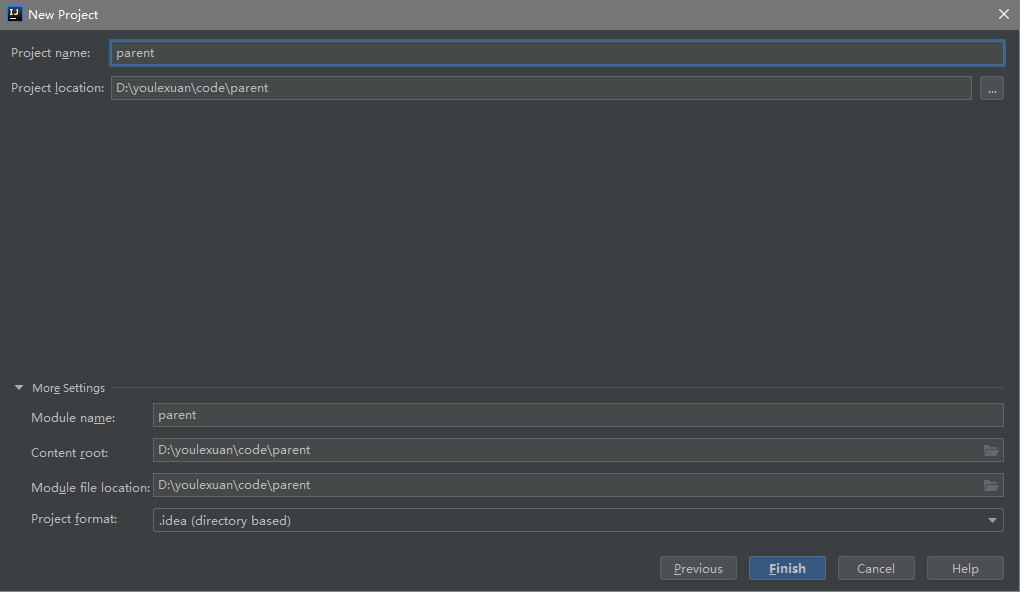 IJ New Project
Project name: parent
Project location: D:\youlexuan\code\parent ...
More Settings
Module name: parent
Content root: D:\youlexuan\code\parent
Module file location: D:\youlexuan\code\parent
Project format: .idea (directory based)
Previous Finish Cancel Help